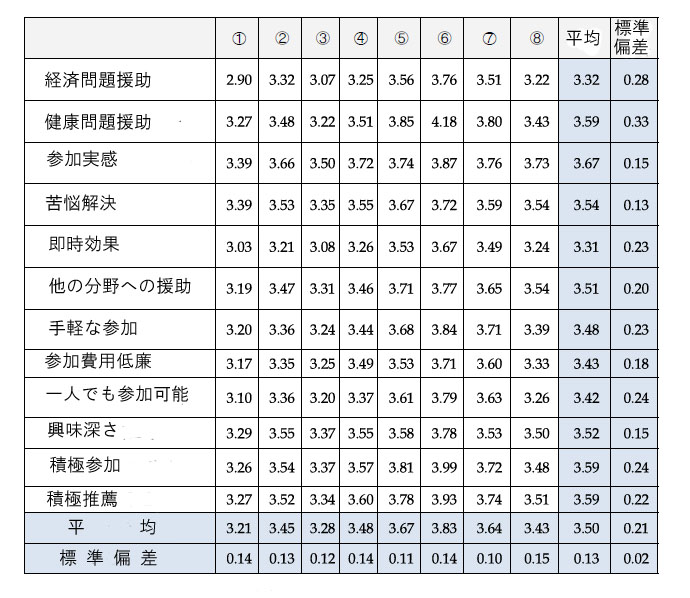 ① ② ③ ④ ⑤ ⑥ ⑦ ⑧ 平均 標準偏差
経済問題援助 2.90 3.32 3.07 3.25 3.56 3.76 3.51 3.22 3.32 0.28
健康問題援助 3.27 3.48 3.22 3.51 3.85 4.18 3.80 3.43 3.59 0.33
参加実感 3.39 3.66 3.50 3.72 3.74 3.87 3.76 3.73 3.67 0.15
苦悩解決 3.39 3.53 3.35 3.55 3.67 3.72 3.59 3.54 3.54 0.13
即時効果 3.03 3.21 3.08 3.26 3.53 3.67 3.49 3.24 3.31 0.23
他の分野への援助 3.19 3.47 3.31 3.46 3.71 3.77 3.65 3.54 3.51 0.20
手軽な参加 3.20 3.36 3.24 3.44 3.68 3.84 3.71 3.39 3.48 0.23
参加費用低廉 3.17 3.35 3.25 3.49 3.53 3.71 3.60 3.33 3.43 0.18
一人でも参加可能 3.10 3.36 3.20 3.37 3.61 3.79 3.63 3.26 3.42 0.24
興味深さ 3.29 3.55 3.37 3.55 3.58 3.78 3.53 3.50 3.52 0.15
積極参加 3.26 3.54 3.37 3.57 3.81 3.99 3.72 3.48 3.59 0.24
積極推薦 3.27 3.52 3.34 3.60 3.78 3.93 3.74 3.51 3.59 0.22
平 均 3.21 3.45 3.28 3.48 3.67 3.83 3.64 3.43 3.50 0.21
標 準 偏 差 0.14 0.13 0.12 0.14 0.11 0.14 0.10 0.15 0.13 0.02